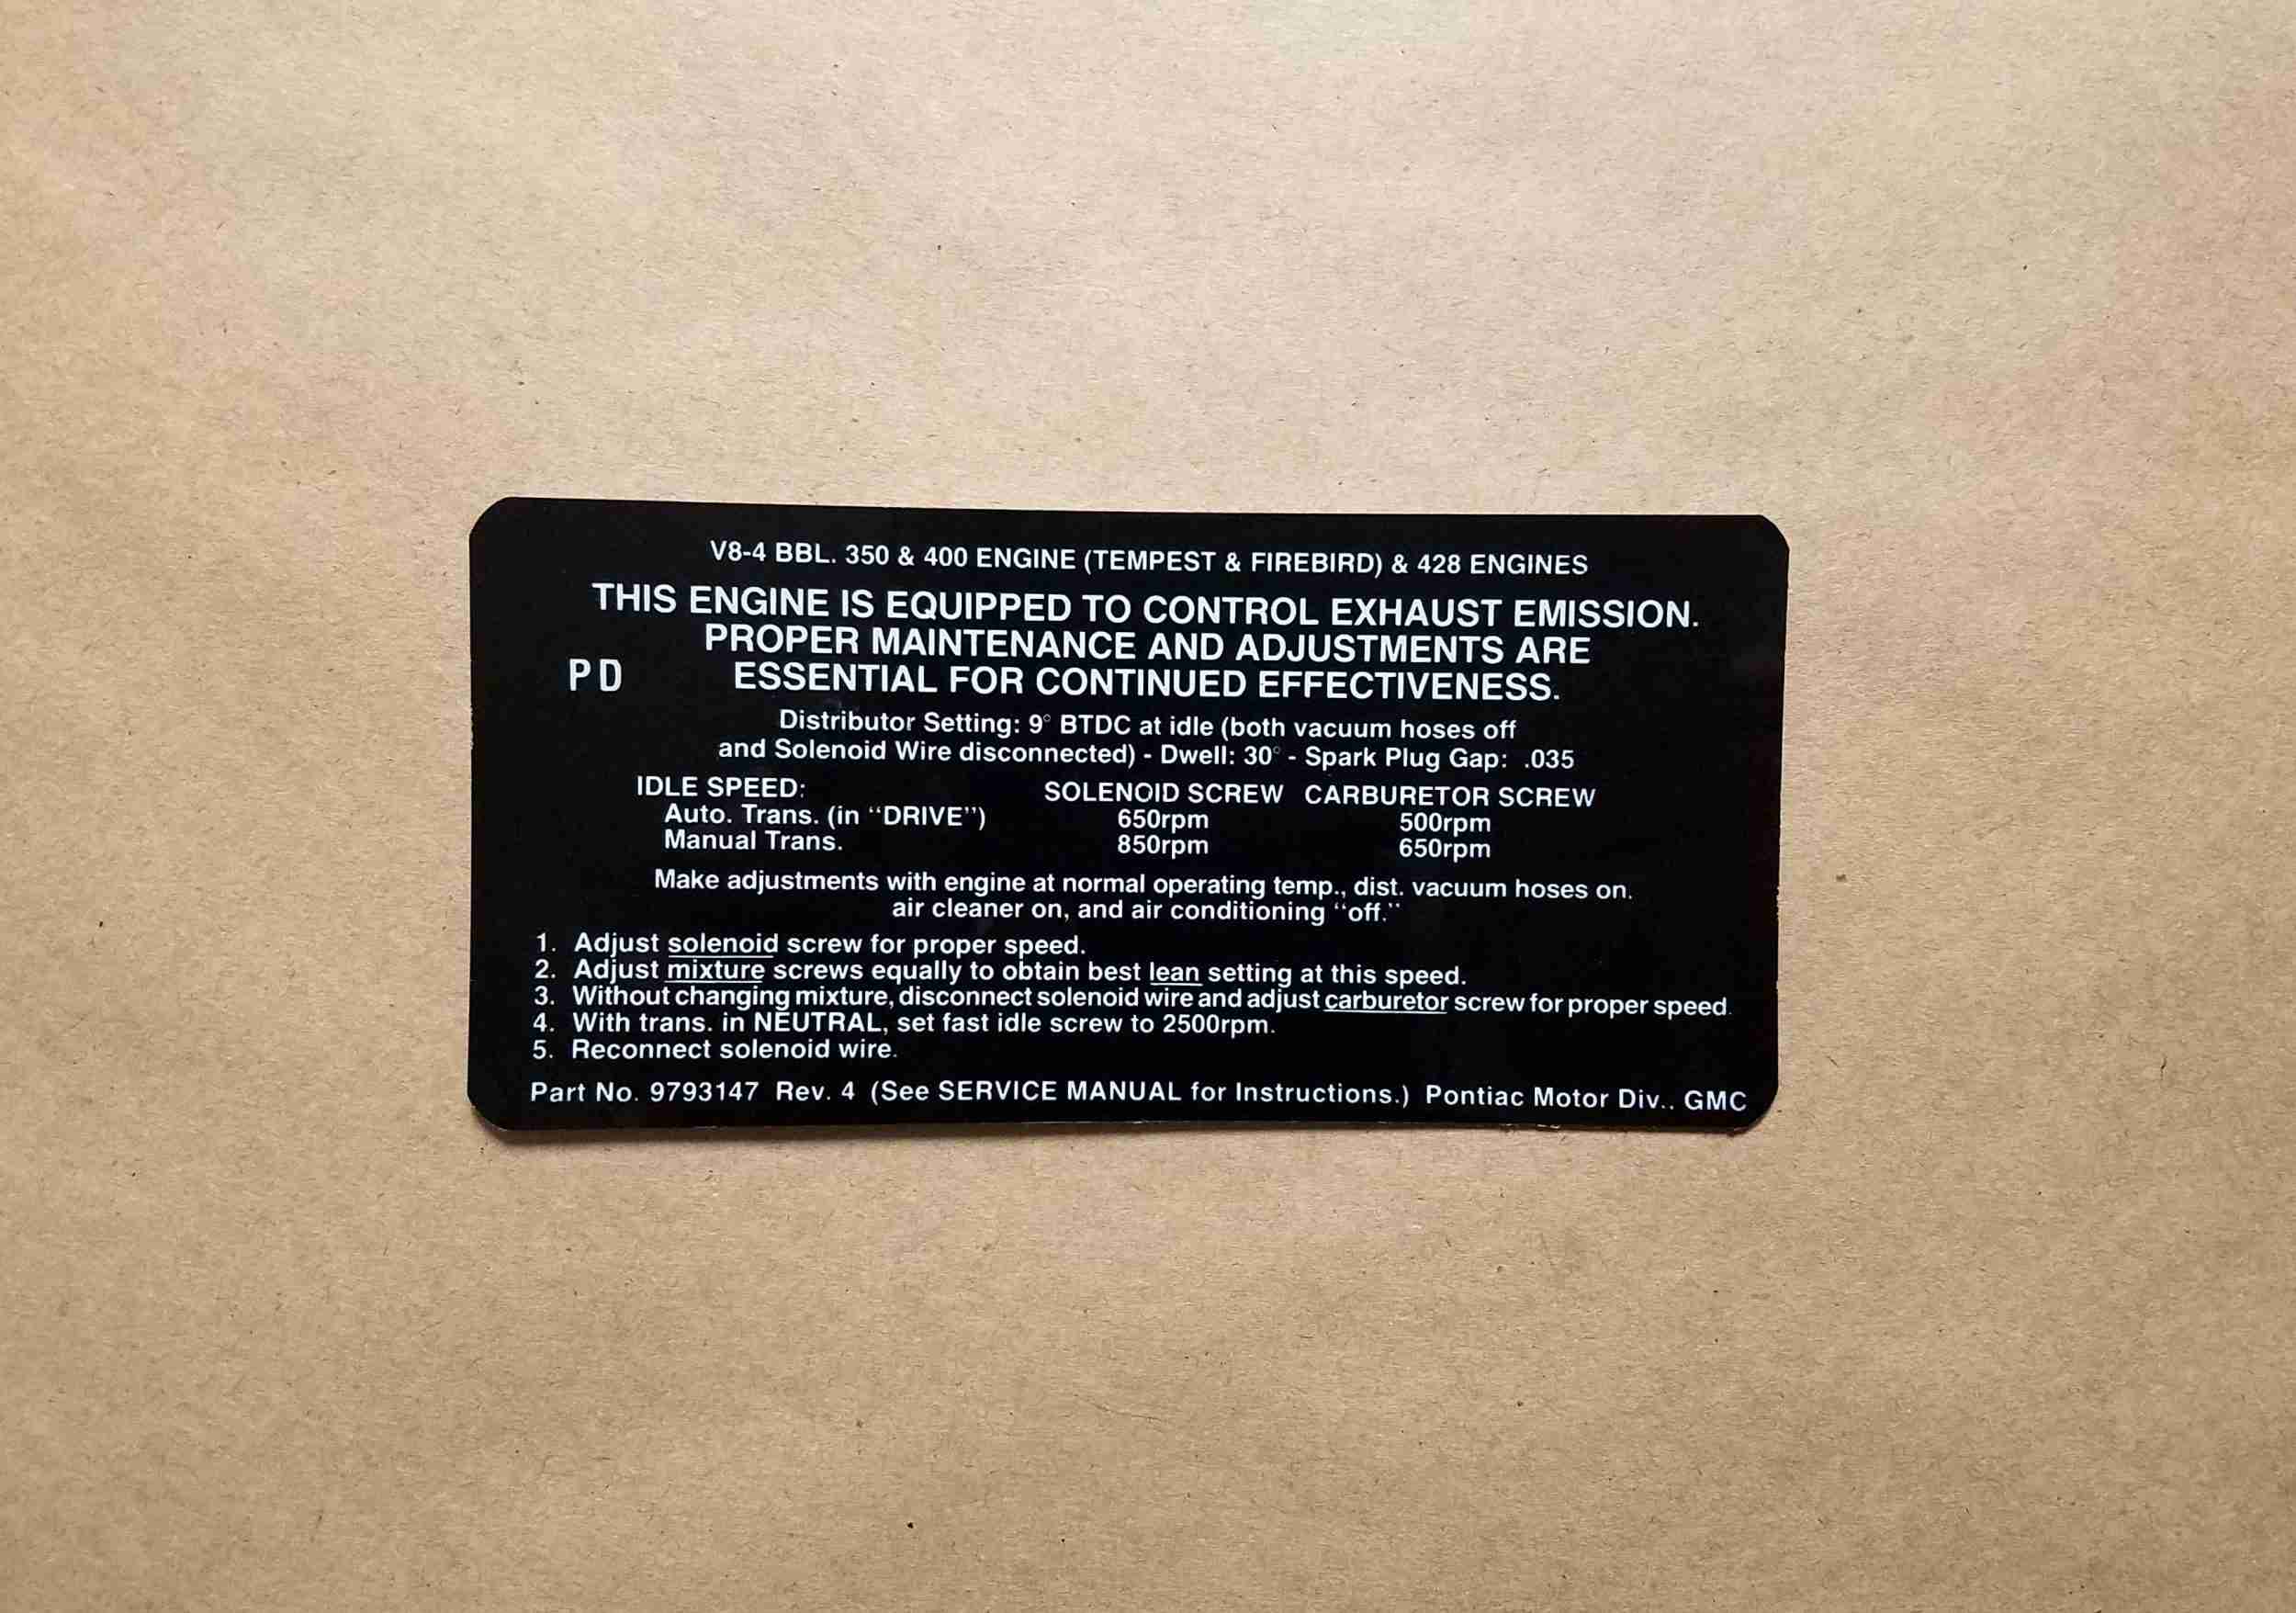 V8-4 BBL. 350 & 400 ENGINE (TEMPEST & FIREBIRD) & 428 ENGINES
THIS ENGINE IS EQUIPPED TO CONTROL EXHAUST EMISSION.
PROPER MAINTENANCE AND ADJUSTMENTS ARE
PD ESSENTIAL FOR CONTINUED EFFECTIVENESS.
Distributor Setting: 9° BTDC at idle (both vacuum hoses off
and Solenoid Wire disconnected) - Dwell: 30° - Spark Plug Gap: .035
IDLE SPEED: SOLENOID SCREW CARBURETOR SCREW
Auto. Trans. (in "DRIVE") 650rpm 500rpm
Manual Trans. 850rpm 650rpm
Make adjustments with engine at normal operating temp., dist. vacuum hoses on.
air cleaner on, and air conditioning "off."
1. Adjust solenoid screw for proper speed.
2. Adjust mixture screws equally to obtain best lean setting at this speed.
3. Without changing mixture, disconnect solenoid wire and adjust carburetor screw for proper speed.
4. With trans. in NEUTRAL, set fast idle screw to 2500rpm.
5. Reconnect solenoid wire.
Part No. 9793147 Rev. 4 (See SERVICE MANUAL for Instructions.) Pontiac Motor Div.. GMC